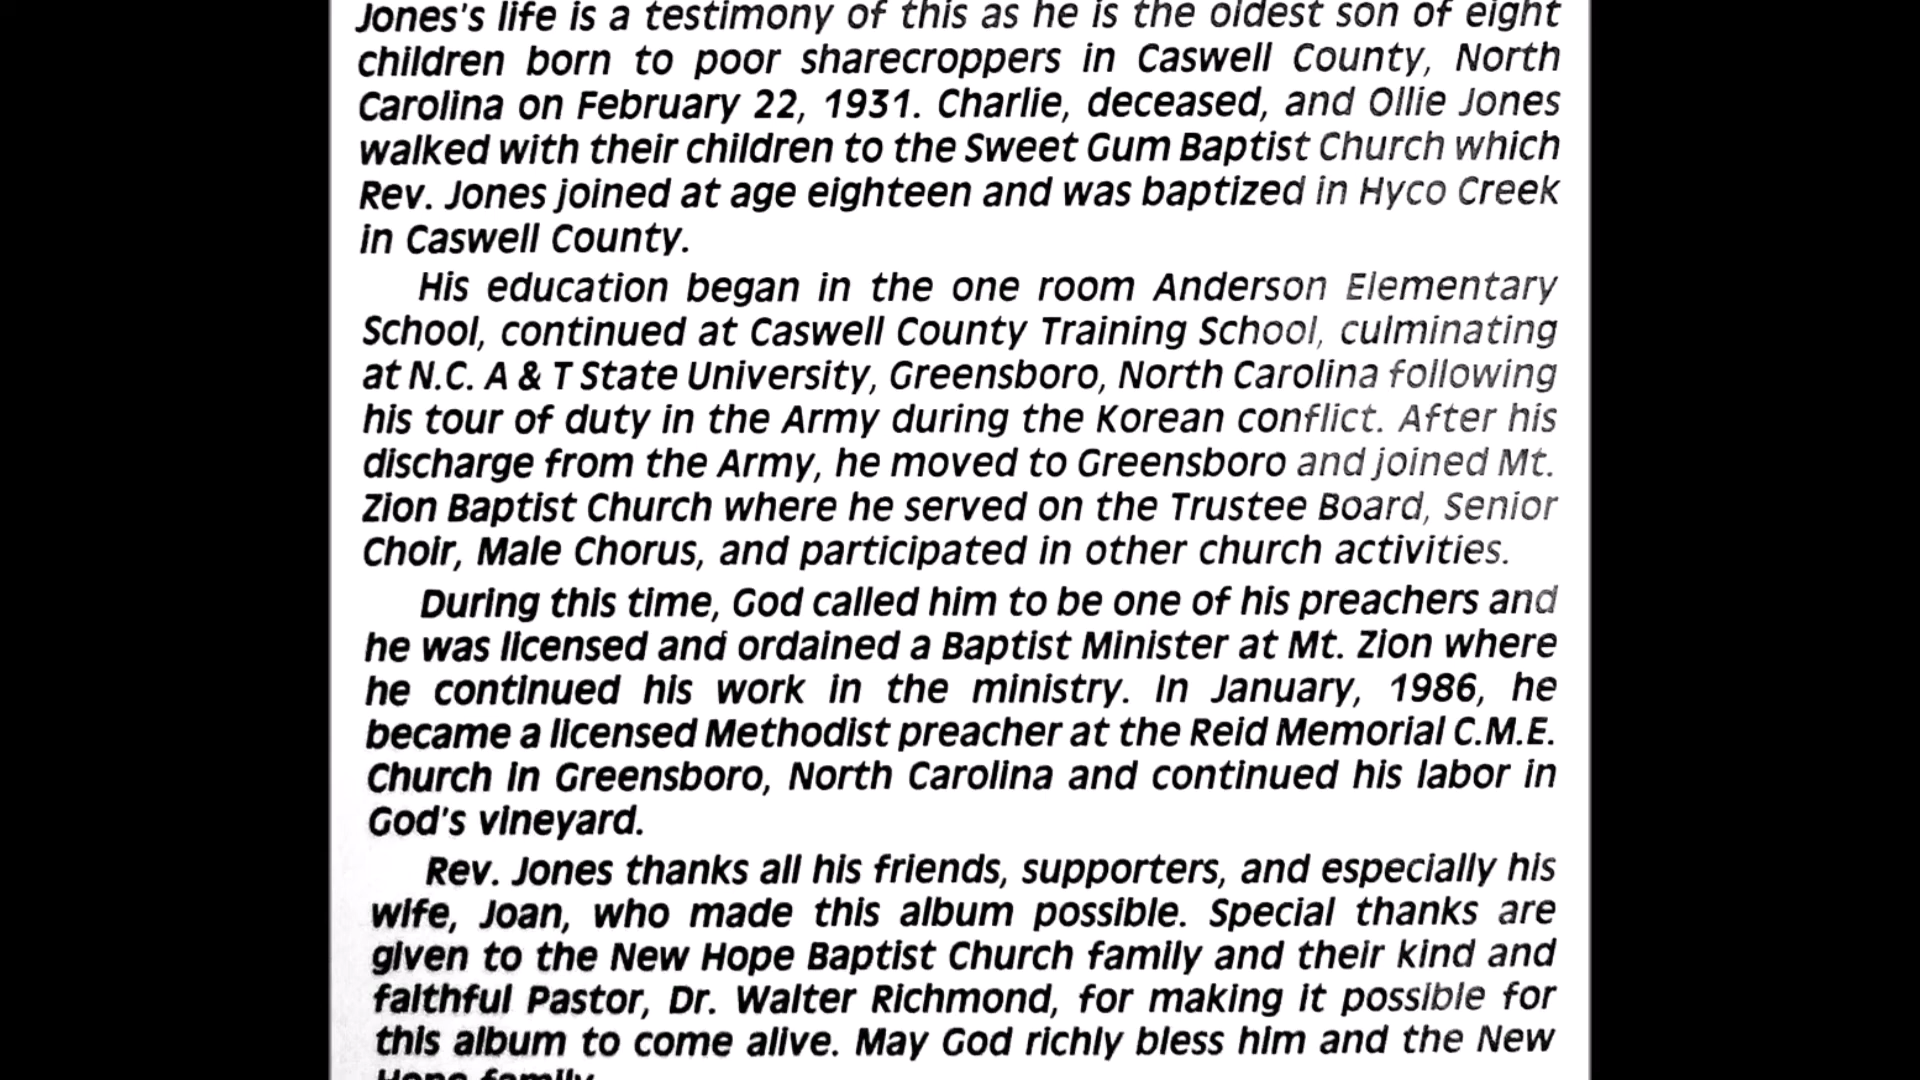 Jones's life is a testimony of this as he is the oldest son of eight
children born to poor sharecroppers in Caswell County, North
Carolina on February 22, 1931. Charlie, deceased, and Ollie Jones
walked with their children to the Sweet Gum Baptist Church which
Rev. Jones joined at age eighteen and was baptized in Hyco Creek
in Caswell County.
His education began in the one room Anderson Elementary
School, continued at Caswell County Training School, culminating
at N.C. A & T State University, Greensboro, North Carolina following
his tour of duty in the Army during the Korean conflict. After his
discharge from the Army, he moved to Greensboro and joined Mt.
Zion Baptist Church where he served on the Trustee Board, Senior
Choir, Male Chorus, and participated in other church activities.
During this time, God called him to be one of his preachers and
he was licensed and ordained a Baptist Minister at Mt. Zion where
he continued his work in the ministry. In January, 1986, he
became a licensed Methodist preacher at the Reid Memorial C.M.E.
Church in Greensboro, North Carolina and continued his labor in
God's vineyard.
Rev. Jones thanks all his friends, supporters, and especially his
wife, Joan, who made this album possible. Special thanks are
given to the New Hope Baptist Church family and their kind and
faithful Pastor, Dr. Walter Richmond, for making it possible for
this album to come alive. May God richly bless him and the New
Hope family.